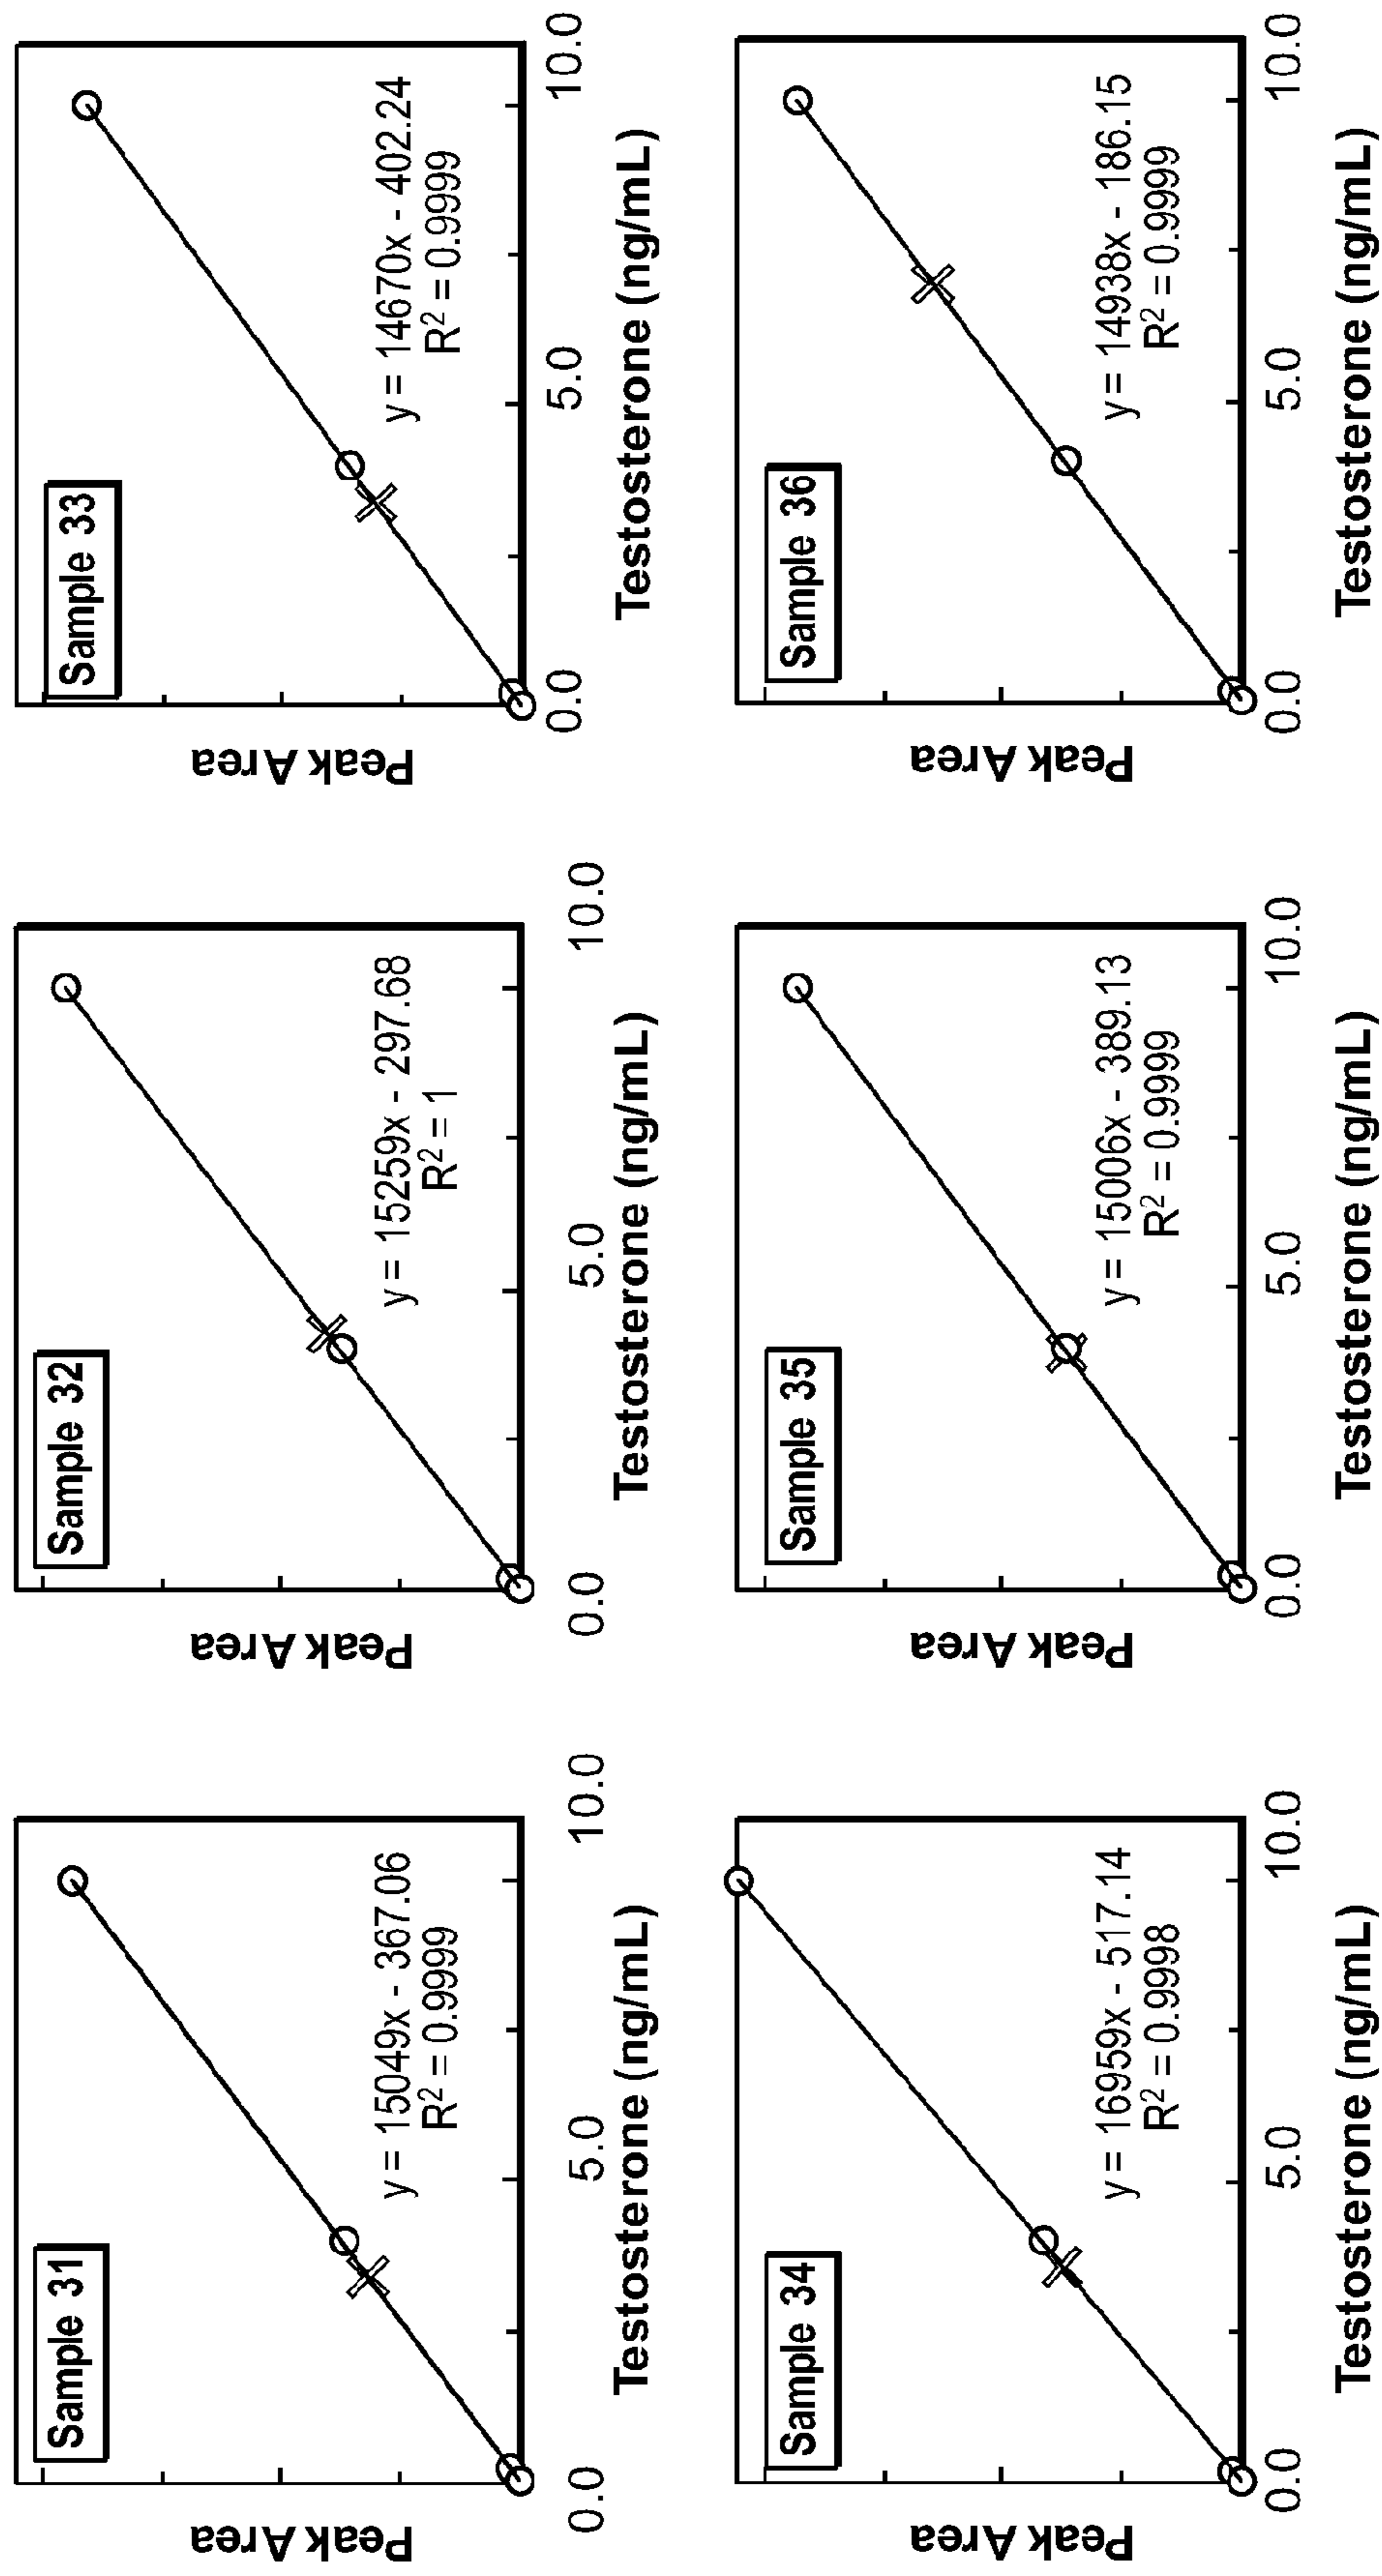 Sample 31
Peak Area
y = 15049x - 367.06
R² = 0.9999
0.0 5.0 10.0
Testosterone (ng/mL)
Sample 32
Peak Area
y = 15259x - 297.68
R² = 1
0.0 5.0 10.0
Testosterone (ng/mL)
Sample 33
Peak Area
y = 14670x - 402.24
R² = 0.9999
0.0 5.0 10.0
Testosterone (ng/mL)
Sample 34
Peak Area
y = 16959x - 517.14
R² = 0.9998
0.0 5.0 10.0
Testosterone (ng/mL)
Sample 35
Peak Area
y = 15006x - 389.13
R² = 0.9999
0.0 5.0 10.0
Testosterone (ng/mL)
Sample 36
Peak Area
y = 14938x - 186.15
R² = 0.9999
0.0 5.0 10.0
Testosterone (ng/mL)